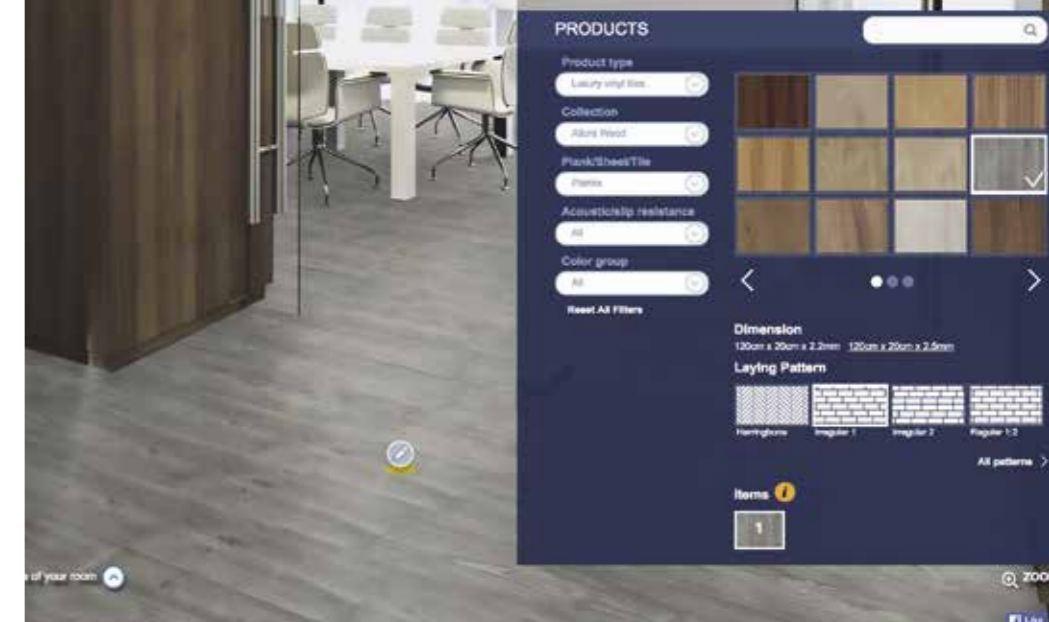 PRODUCTS
Product type
Luxury vinyl tiles
Collection
Allura Wood
Plank/Sheet/Tile
Planks
Acoustic/slip resistance
All
Color group
All
Reset All Filters
Dimension
120cm x 20cm x 2.2mm 120cm x 20cm x 2.5mm
Laying Pattern
Herringbone Irregular 1 Irregular 2 Regular 1:2
All patterns
Items i
1
of your room
ZOO
Like